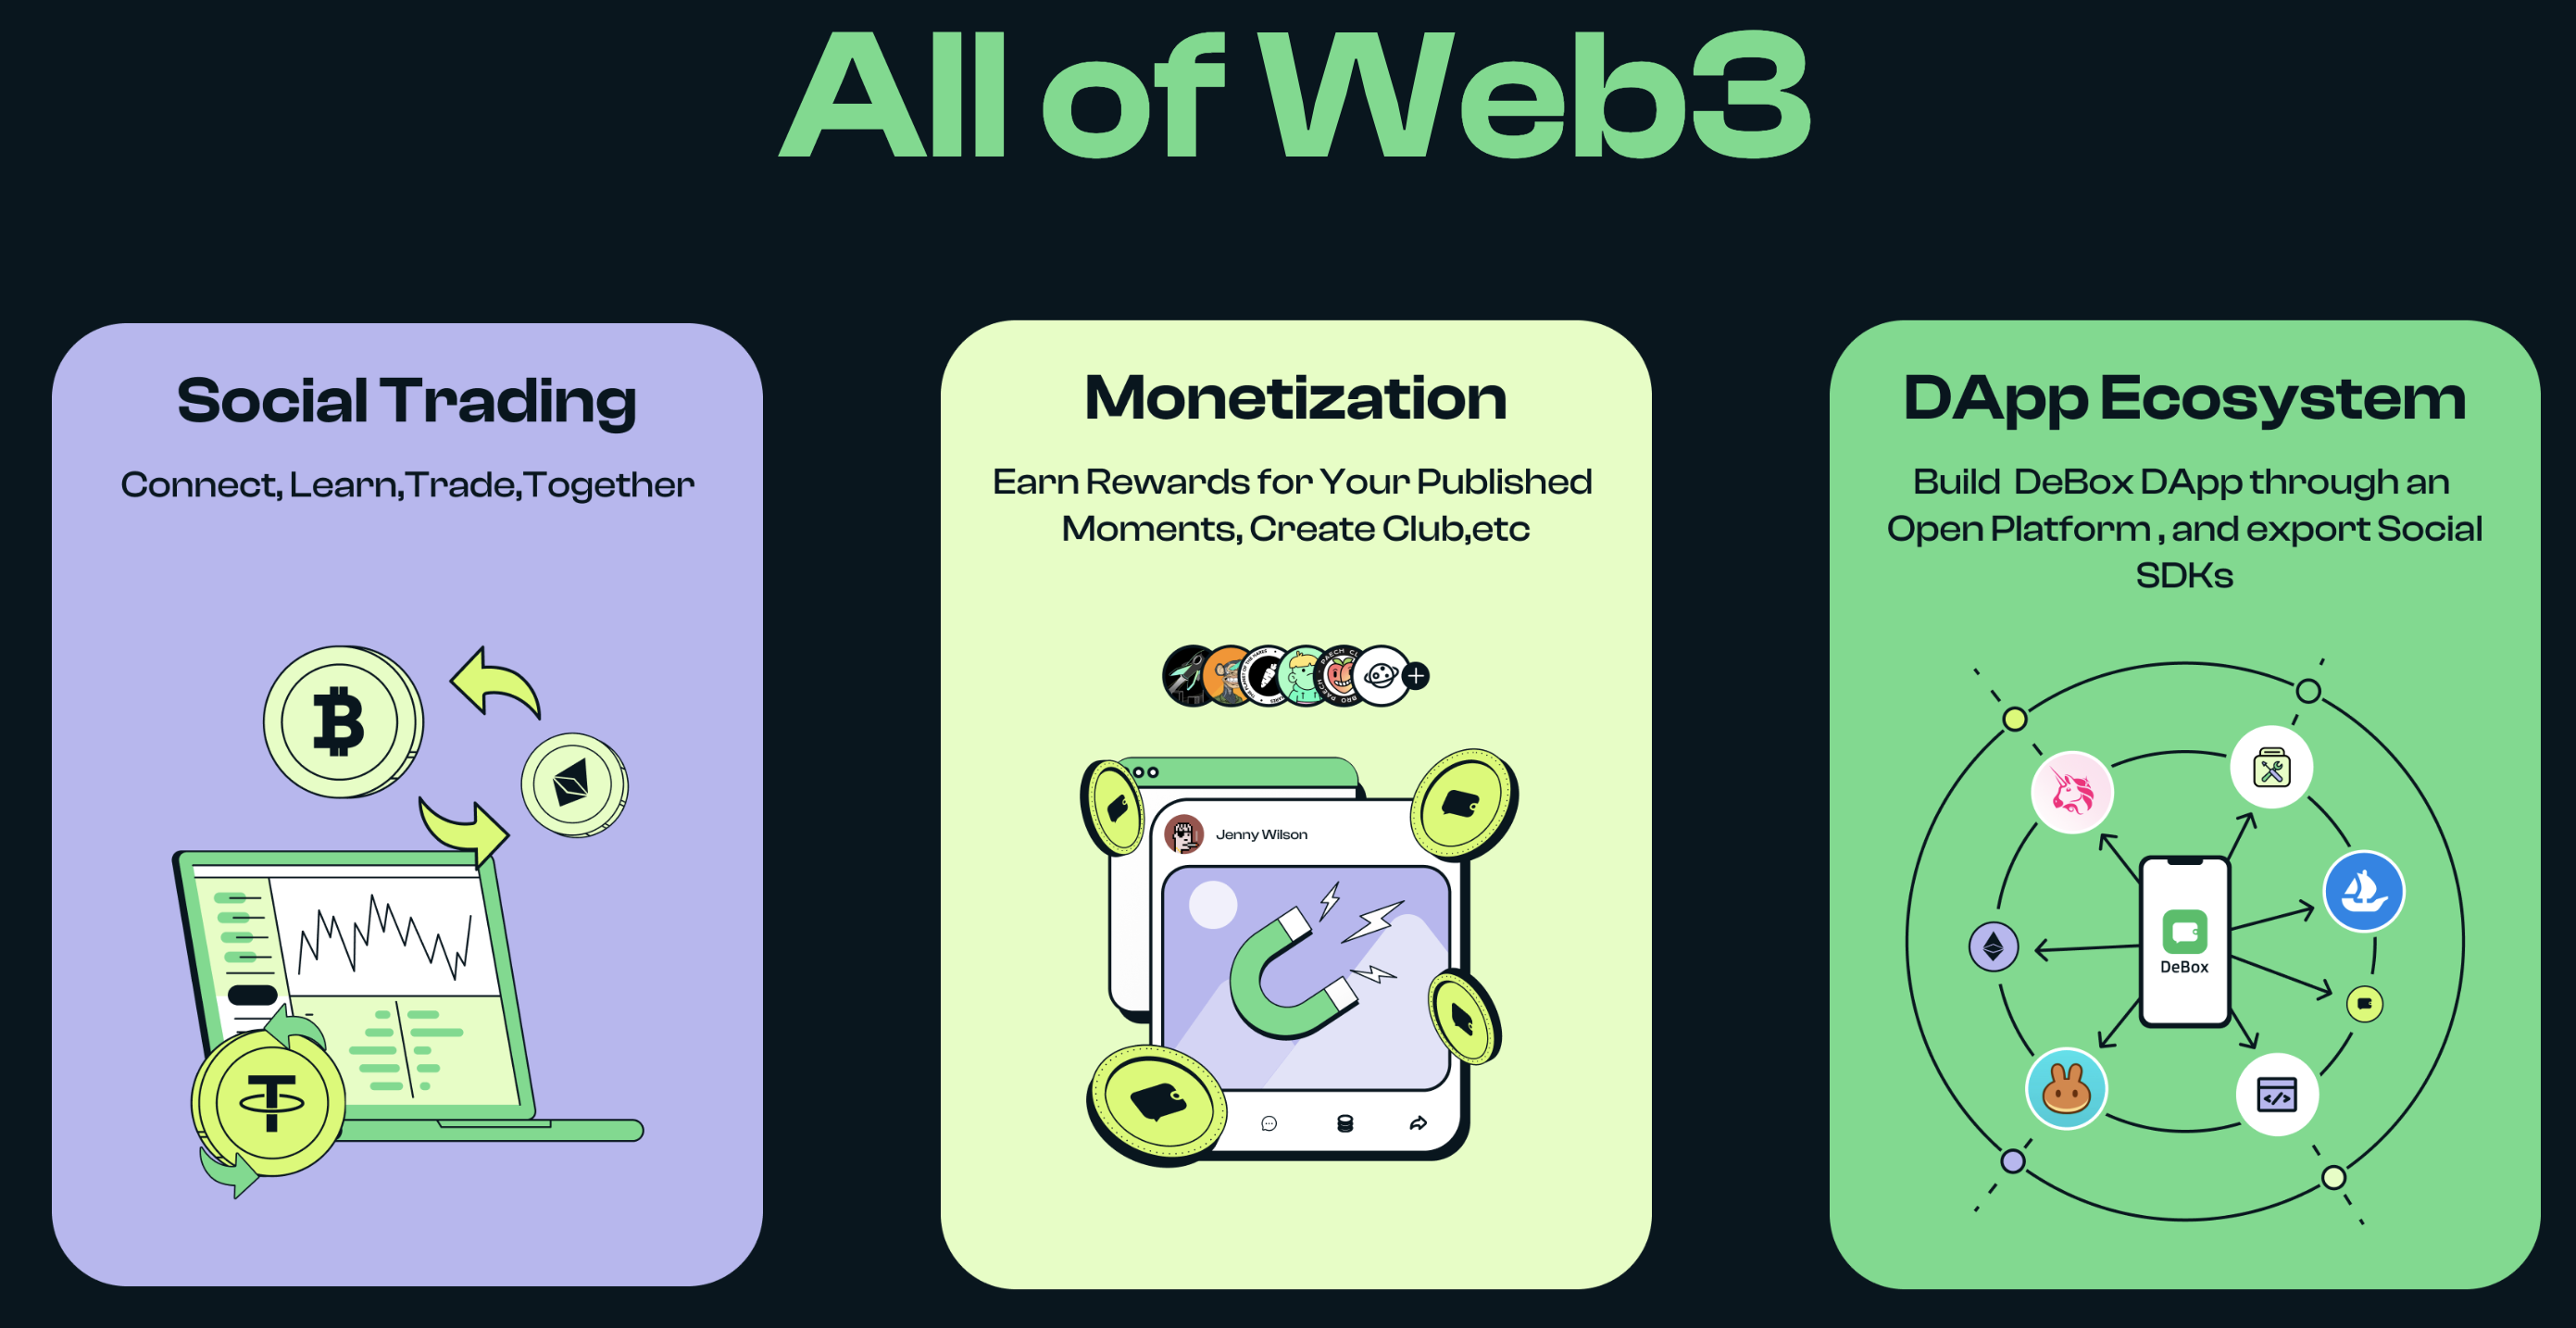 All of Web3
Social Trading
Connect, Learn,Trade,Together
Monetization
Earn Rewards for Your Published
Moments, Create Club,etc
Jenny Wilson
DApp Ecosystem
Build  DeBox DApp through an
Open Platform , and export Social
SDKs
DeBox